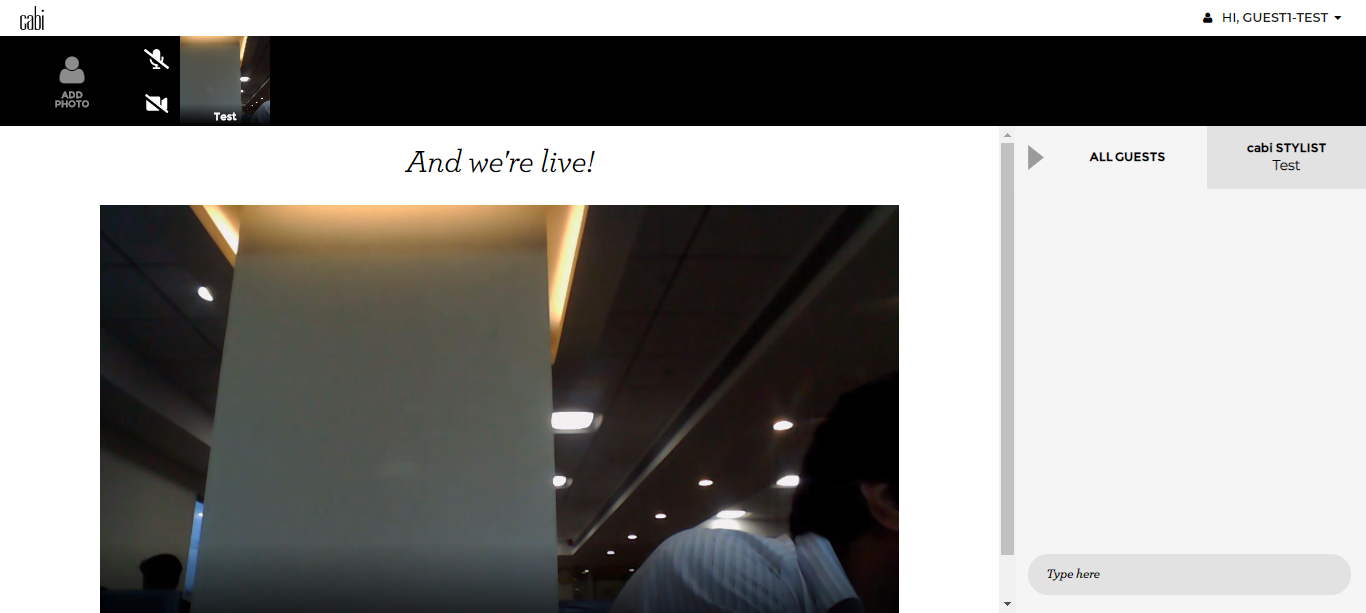 cabi
HI, GUEST1-TEST
ADD
PHOTO
Test
And we're live!
ALL GUESTS
cabi STYLIST
Test
Type here